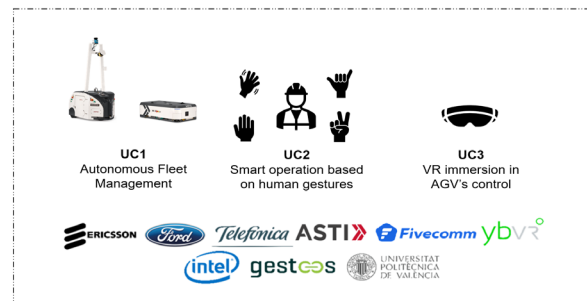 UC1
Autonomous Fleet
Management
UC2
Smart operation based
on human gestures
UC3
VR immersion in
AGV's control
ERICSSON Ford Telefónica ASTI Fivecomm ybvr
intel gestoos UNIVERSITAT
POLITÈCNICA
DE VALÈNCIA